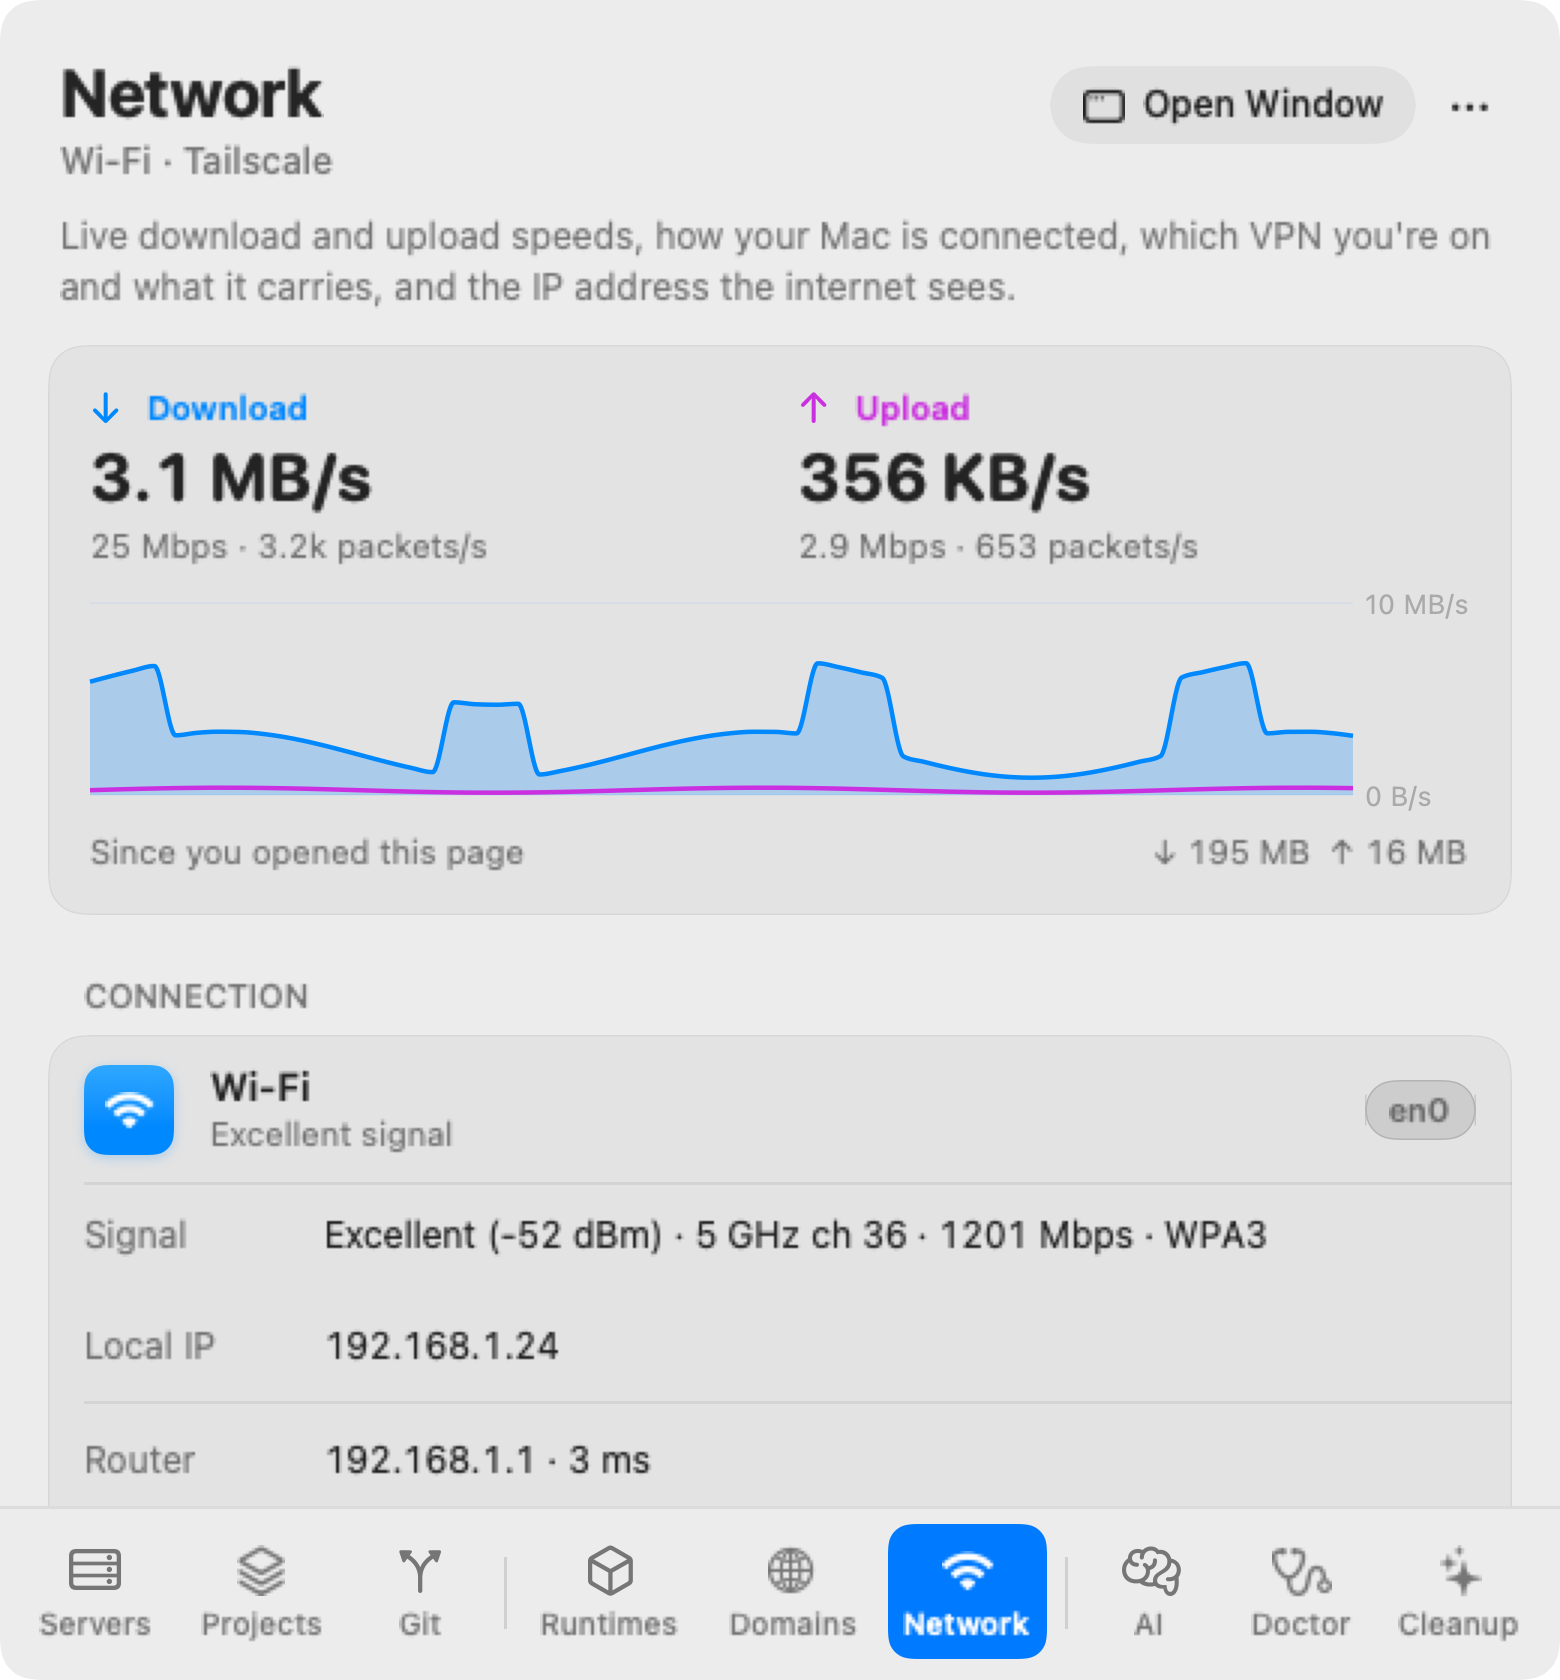 Network
Open Window
Wi-Fi · Tailscale
Live download and upload speeds, how your Mac is connected, which VPN you're on
and what it carries, and the IP address the internet sees.
↓ Download
3.1 MB/s
25 Mbps · 3.2k packets/s
↑ Upload
356 KB/s
2.9 Mbps · 653 packets/s
10 MB/s
0 B/s
Since you opened this page
↓ 195 MB ↑ 16 MB
CONNECTION
Wi-Fi
Excellent signal
en0
Signal
Excellent (-52 dBm) · 5 GHz ch 36 · 1201 Mbps · WPA3
Local IP
192.168.1.24
Router
192.168.1.1 · 3 ms
Servers
Projects
Git
Runtimes
Domains
Network
AI
Doctor
Cleanup